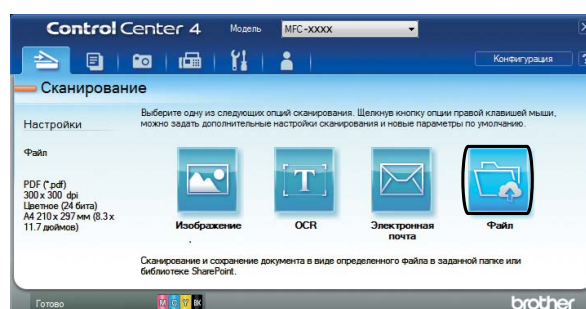 Control Center 4
Модель
MFC-XXXX
Конфигурация
?
Сканирование
Выберите одну из следующих опций сканирования. Щелкнув кнопку опции правой клавишей мыши,
можно задать дополнительные настройки сканирования и новые параметры по умолчанию.
Настройки
Файл
PDF (*.pdf)
300 x 300 dpi
Цветное (24 бита)
A4 210 x 297 мм (8.3 x
11.7 дюймов)
T
Изображение
OCR
Электронная
почта
Файл
Сканирование и сохранение документа в виде определенного файла в заданной папке или
библиотеке SharePoint.
Готово
M C Y BK
brother